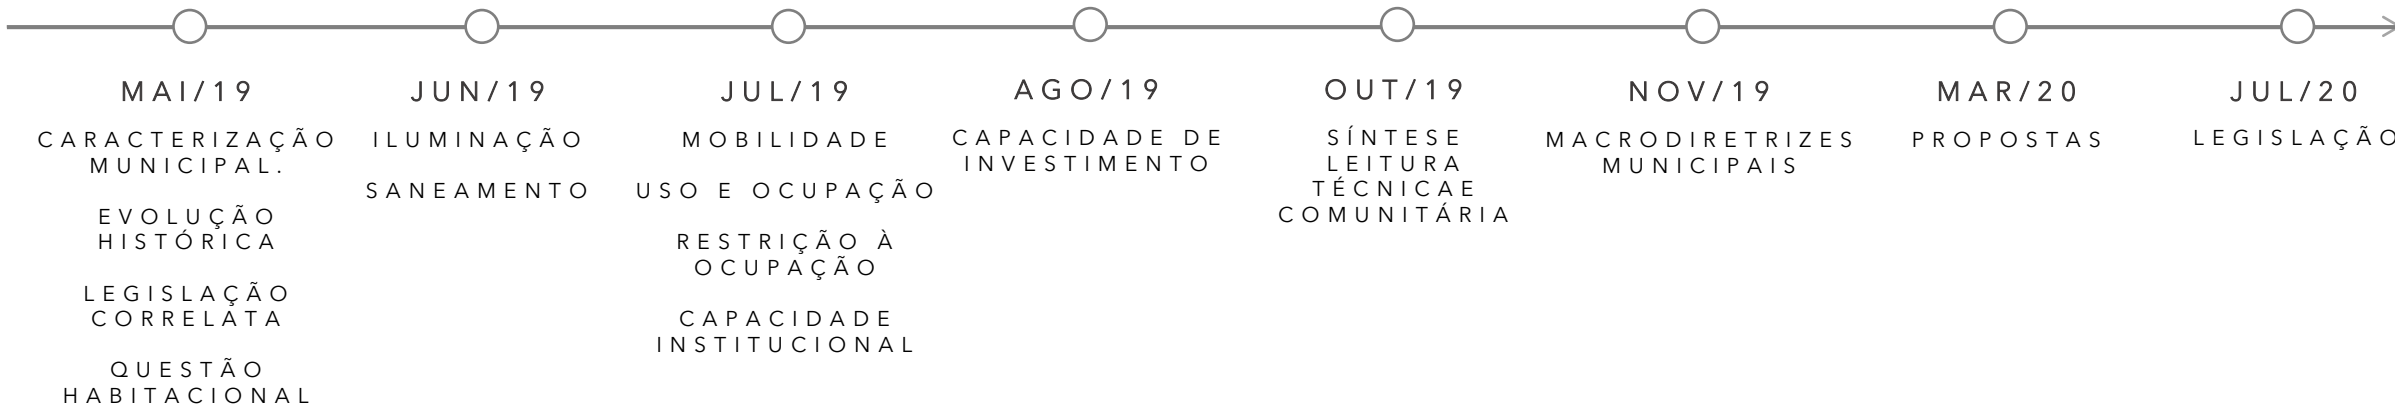 MAI/19
CARACTERIZAÇÃO
MUNICIPAL.
EVOLUÇÃO
HISTÓRICA
LEGISLAÇÃO
CORRELATA
QUESTÃO
HABITACIONAL
JUN/19
ILUMINAÇÃO
SANEAMENTO
JUL/19
MOBILIDADE
USO E OCUPAÇÃO
RESTRIÇÃO À
OCUPAÇÃO
CAPACIDADE
INSTITUCIONAL
AGO/19
CAPACIDADE DE
INVESTIMENTO
OUT/19
SÍNTESE
LEITURA
TÉCNICAE
COMUNITÁRIA
NOV/19
MACRODIRETRIZES
MUNICIPAIS
MAR/20
PROPOSTAS
JUL/20
LEGISLAÇÃO